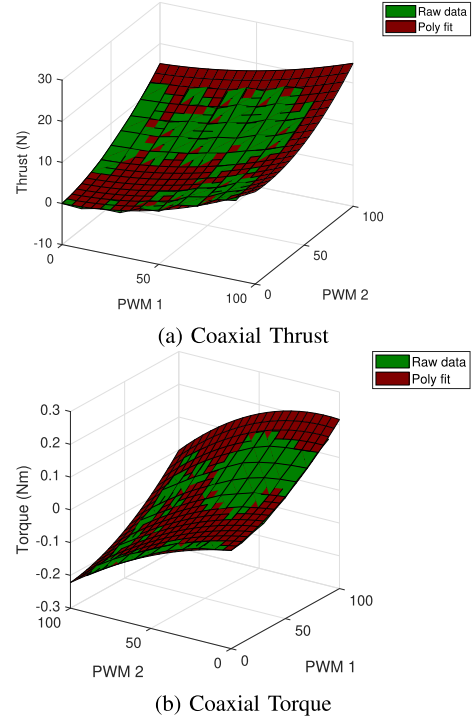 Raw data
Poly fit
30
20
10
0
-10
Thrust (N)
0
50
100
PWM 1
0
50
100
PWM 2
(a) Coaxial Thrust
Raw data
Poly fit
0.3
0.2
0.1
0
-0.1
-0.2
-0.3
Torque (Nm)
100
50
0
PWM 2
0
50
100
PWM 1
(b) Coaxial Torque